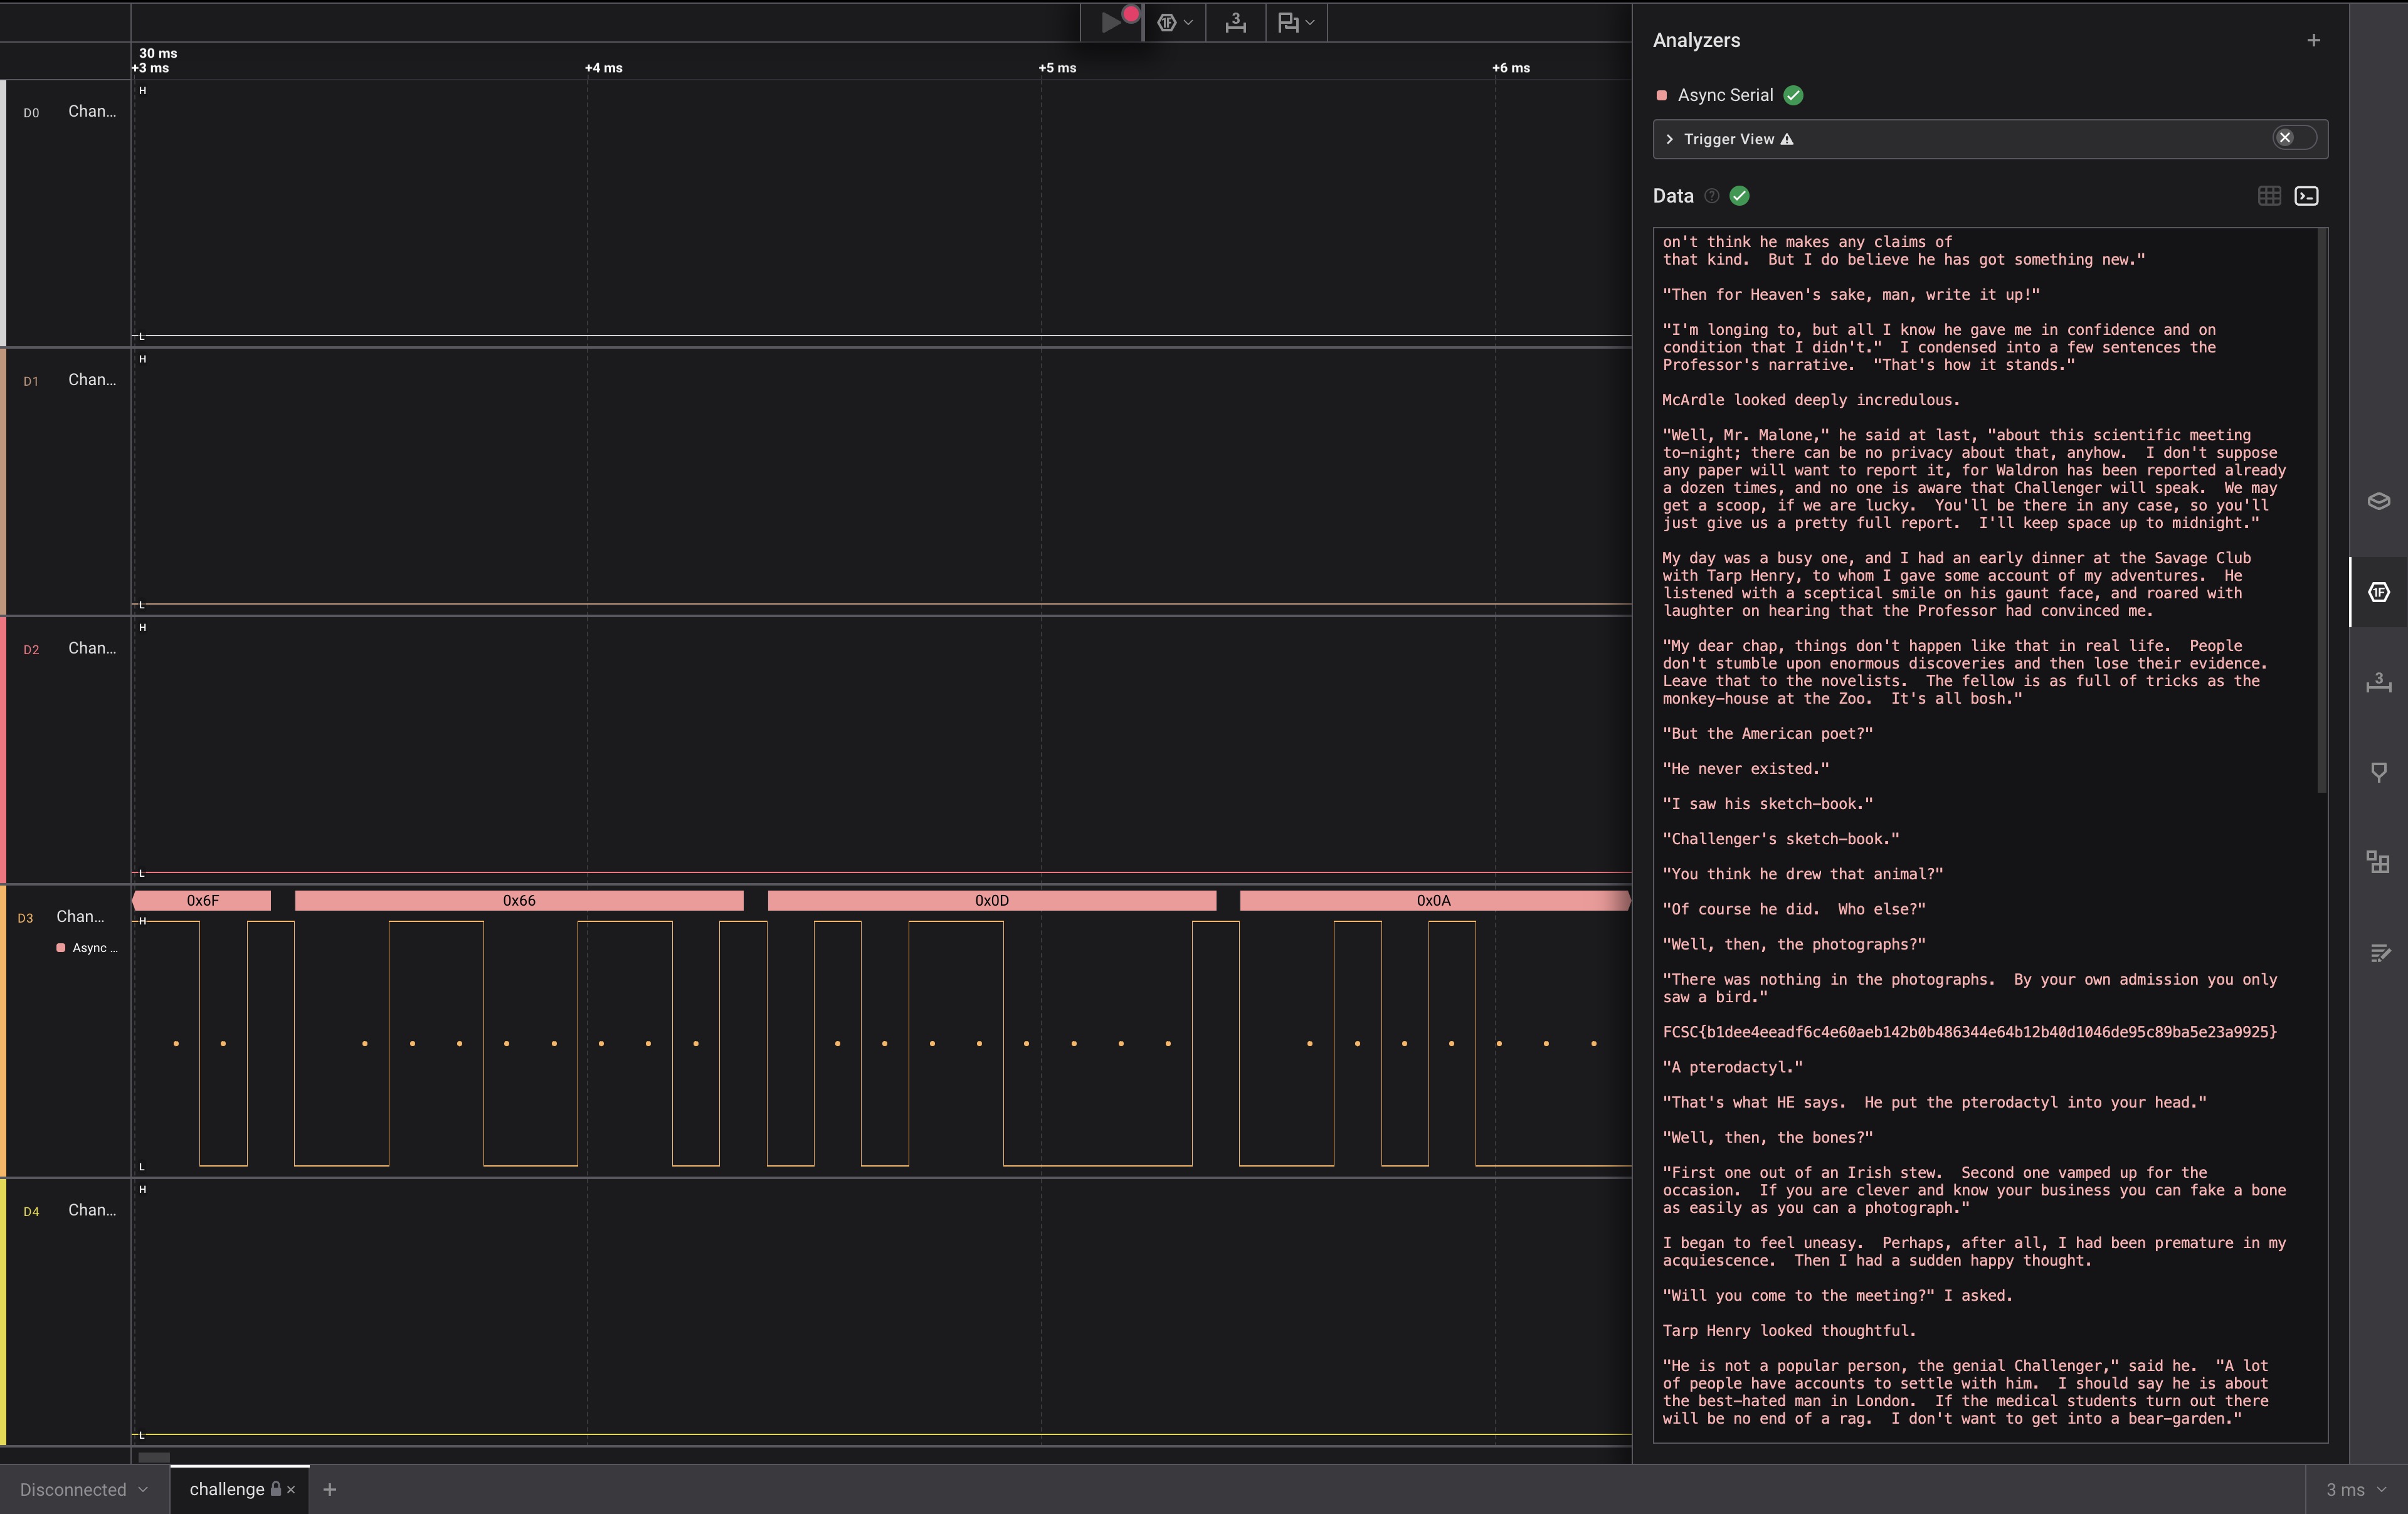 30 ms
+3 ms
+4 ms
+5 ms
+6 ms
3
D0 Chan...
H
L
D1 Chan...
H
L
D2 Chan...
H
L
D3 Chan...
Async ...
0x6F 0x66 0x0D 0x0A
H
L
D4 Chan...
H
L
Disconnected
challenge
3 ms
Analyzers
Async Serial
Trigger View
Data
on't think he makes any claims of
that kind.  But I do believe he has got something new."
"Then for Heaven's sake, man, write it up!"
"I'm longing to, but all I know he gave me in confidence and on
condition that I didn't."  I condensed into a few sentences the
Professor's narrative.  "That's how it stands."
McArdle looked deeply incredulous.
"Well, Mr. Malone," he said at last, "about this scientific meeting
to-night; there can be no privacy about that, anyhow.  I don't suppose
any paper will want to report it, for Waldron has been reported already
a dozen times, and no one is aware that Challenger will speak.  We may
get a scoop, if we are lucky.  You'll be there in any case, so you'll
just give us a pretty full report.  I'll keep space up to midnight."
My day was a busy one, and I had an early dinner at the Savage Club
with Tarp Henry, to whom I gave some account of my adventures.  He
listened with a sceptical smile on his gaunt face, and roared with
laughter on hearing that the Professor had convinced me.
"My dear chap, things don't happen like that in real life.  People
don't stumble upon enormous discoveries and then lose their evidence.
Leave that to the novelists.  The fellow is as full of tricks as the
monkey-house at the Zoo.  It's all bosh."
"But the American poet?"
"He never existed."
"I saw his sketch-book."
"Challenger's sketch-book."
"You think he drew that animal?"
"Of course he did.  Who else?"
"Well, then, the photographs?"
"There was nothing in the photographs.  By your own admission you only
saw a bird."
FCSC{b1dee4eeadf6c4e60aeb142b0b486344e64b12b40d1046de95c89ba5e23a9925}
"A pterodactyl."
"That's what HE says.  He put the pterodactyl into your head."
"Well, then, the bones?"
"First one out of an Irish stew.  Second one vamped up for the
occasion.  If you are clever and know your business you can fake a bone
as easily as you can a photograph."
I began to feel uneasy.  Perhaps, after all, I had been premature in my
acquiescence.  Then I had a sudden happy thought.
"Will you come to the meeting?" I asked.
Tarp Henry looked thoughtful.
"He is not a popular person, the genial Challenger," said he.  "A lot
of people have accounts to settle with him.  I should say he is about
the best-hated man in London.  If the medical students turn out there
will be no end of a rag.  I don't want to get into a bear-garden."
1F
3